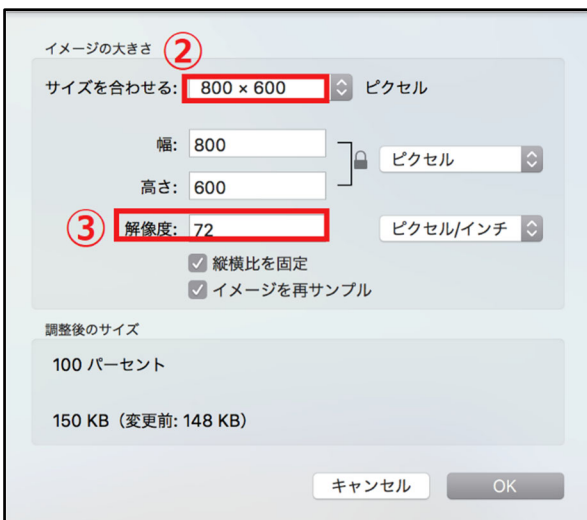 イメージの大きさ ②
サイズを合わせる: 800 × 600 ピクセル
幅: 800
ピクセル
高さ: 600
③ 解像度: 72 ピクセル/インチ
縦横比を固定
イメージを再サンプル
調整後のサイズ
100 パーセント
150 KB（変更前: 148 KB）
キャンセル OK